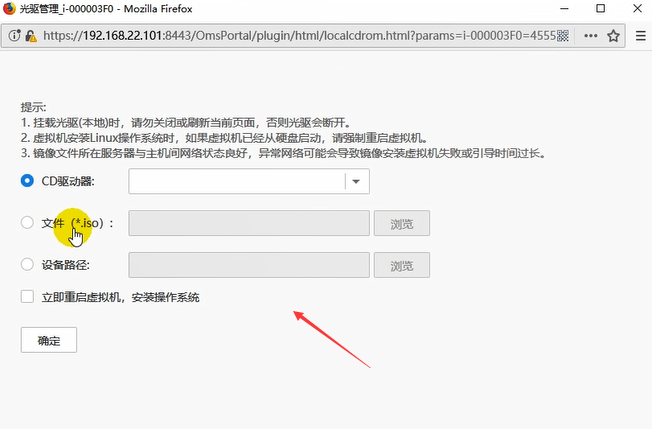 光驱管理_i-000003F0 - Mozilla Firefox
https://192.168.22.101:8443/OmsPortal/plugin/html/localcdrom.html?params=i-000003F0=4555
提示:
1. 挂载光驱(本地)时，请勿关闭或刷新当前页面，否则光驱会断开。
2. 虚拟机安装Linux操作系统时，如果虚拟机已经从硬盘启动，请强制重启虚拟机。
3. 镜像文件所在服务器与主机间网络状态良好，异常网络可能会导致镜像安装虚拟机失败或引导时间过长。
CD驱动器:
文件（*.iso）: 浏览
设备路径: 浏览
立即重启虚拟机，安装操作系统
确定